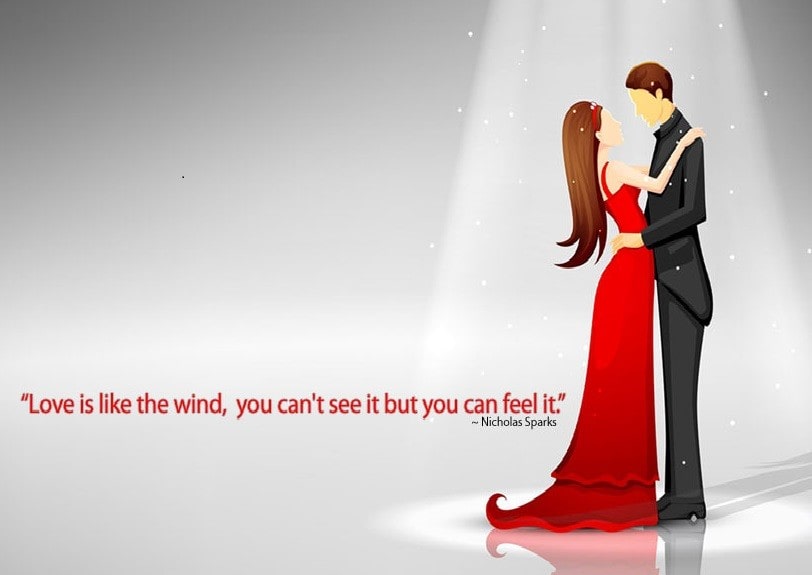 “Love is like the wind, you can't see it but you can feel it.”
~ Nicholas Sparks